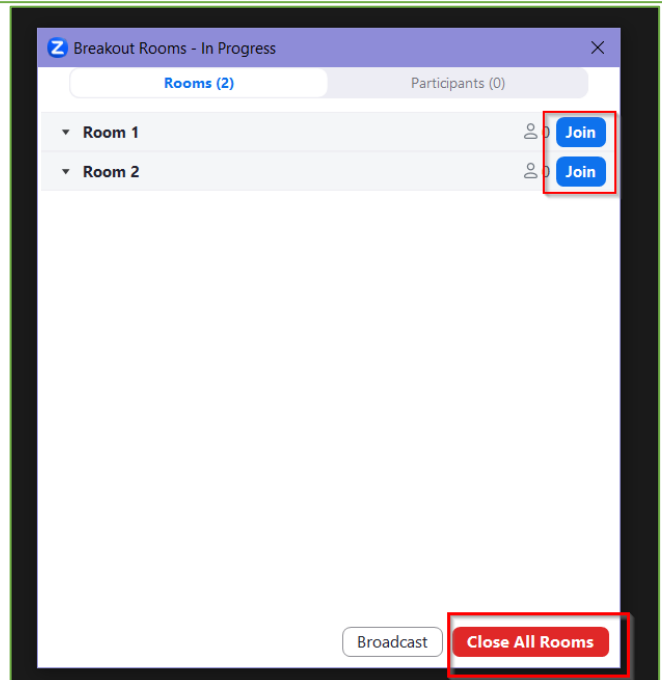 Z Breakout Rooms - In Progress
Rooms (2) Participants (0)
Room 1 0 Join
Room 2 0 Join
Broadcast Close All Rooms